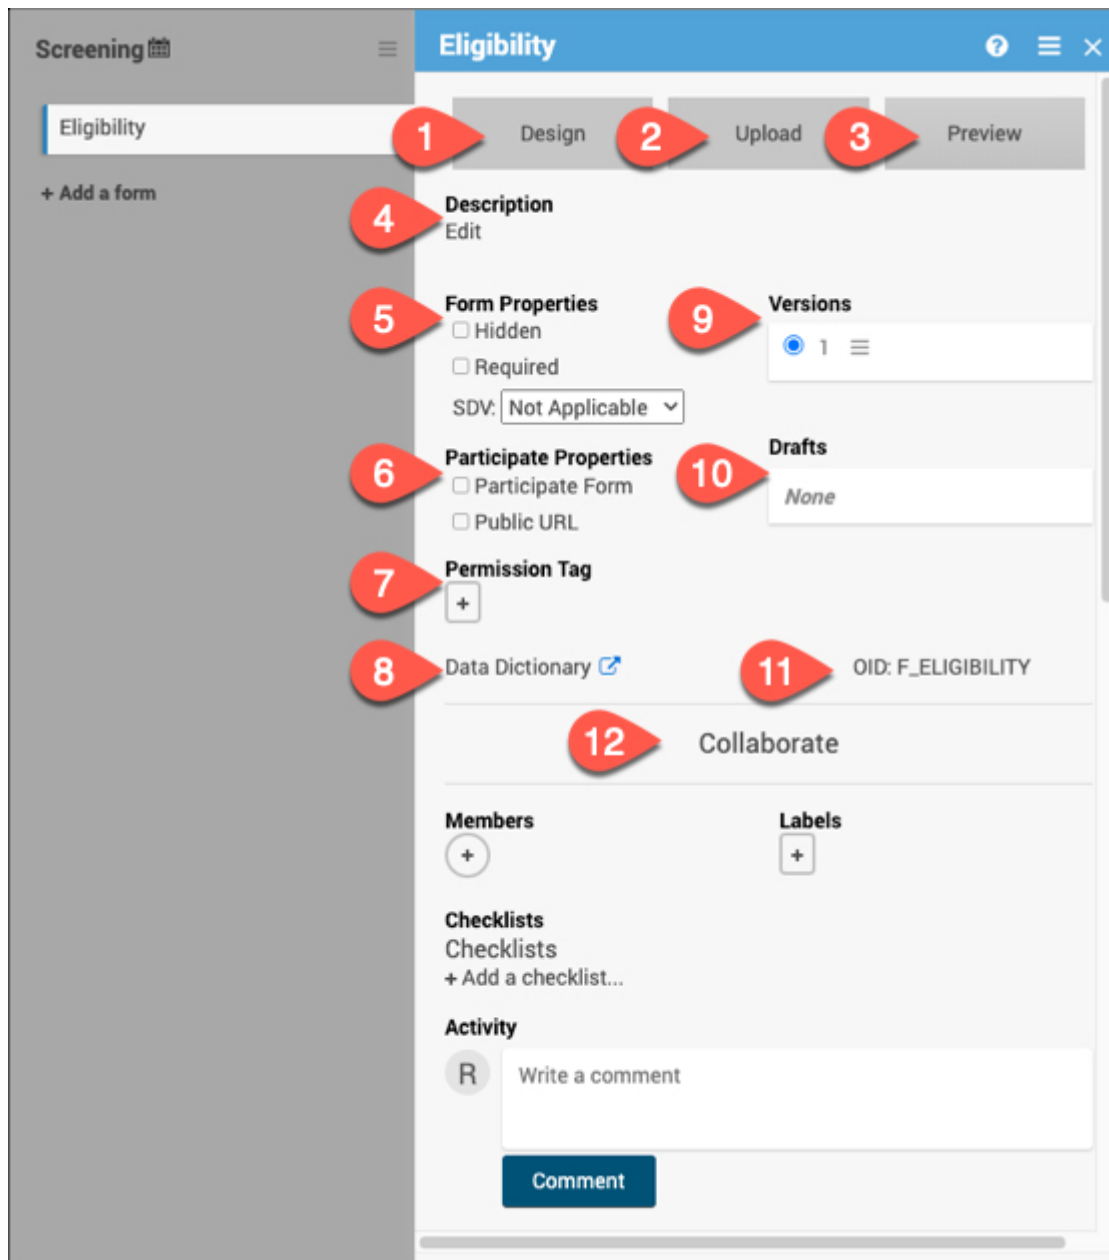 Screening
Eligibility
+ Add a form
Eligibility
?
1 Design
2 Upload
3 Preview
4 Description
Edit
5 Form Properties
Hidden
Required
SDV: Not Applicable
6 Participate Properties
Participate Form
Public URL
7 Permission Tag
+
8 Data Dictionary
9 Versions
1
10 Drafts
None
11 OID: F_ELIGIBILITY
12 Collaborate
Members
+
Labels
+
Checklists
Checklists
+ Add a checklist...
Activity
R Write a comment
Comment